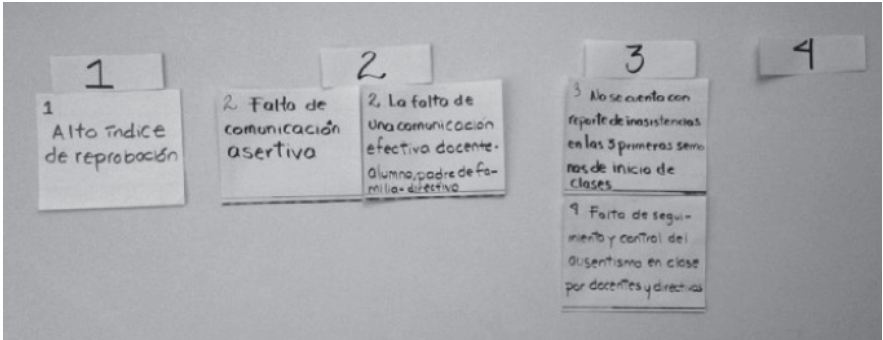 1
1
Alto índice
de reprobación
2
2 Falta de
comunicación
asertiva
2, La falta de
una comunicación
efectiva docente-
alumno, padre de fa-
milia-directivo
3
3 No se cuenta con
reporte de inasistencias
en las 3 primeras sema
nas de inicio de
clases
4 Falta de segui-
miento y control del
ausentismo en clase
por docentes y directivos
4